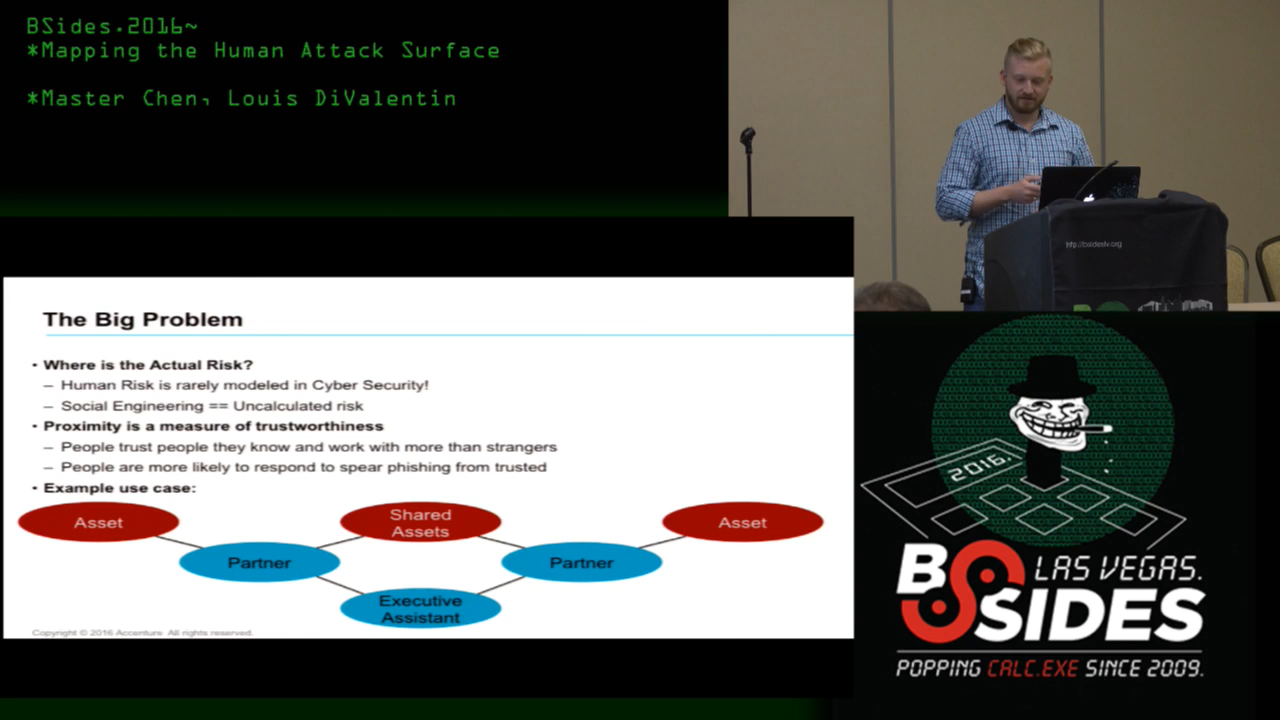 BSides.2016~
*Mapping the Human Attack Surface
*Master Chen, Louis DiValentin
http://bsideslv.org
The Big Problem
• Where is the Actual Risk?
– Human Risk is rarely modeled in Cyber Security!
– Social Engineering == Uncalculated risk
• Proximity is a measure of trustworthiness
– People trust people they know and work with more than strangers
– People are more likely to respond to spear phishing from trusted
• Example use case:
Asset
Shared
Assets
Asset
Partner
Partner
Executive
Assistant
Copyright © 2016 Accenture All rights reserved.
2016.
BSIDES
LAS VEGAS.
POPPING CALC.EXE SINCE 2009.